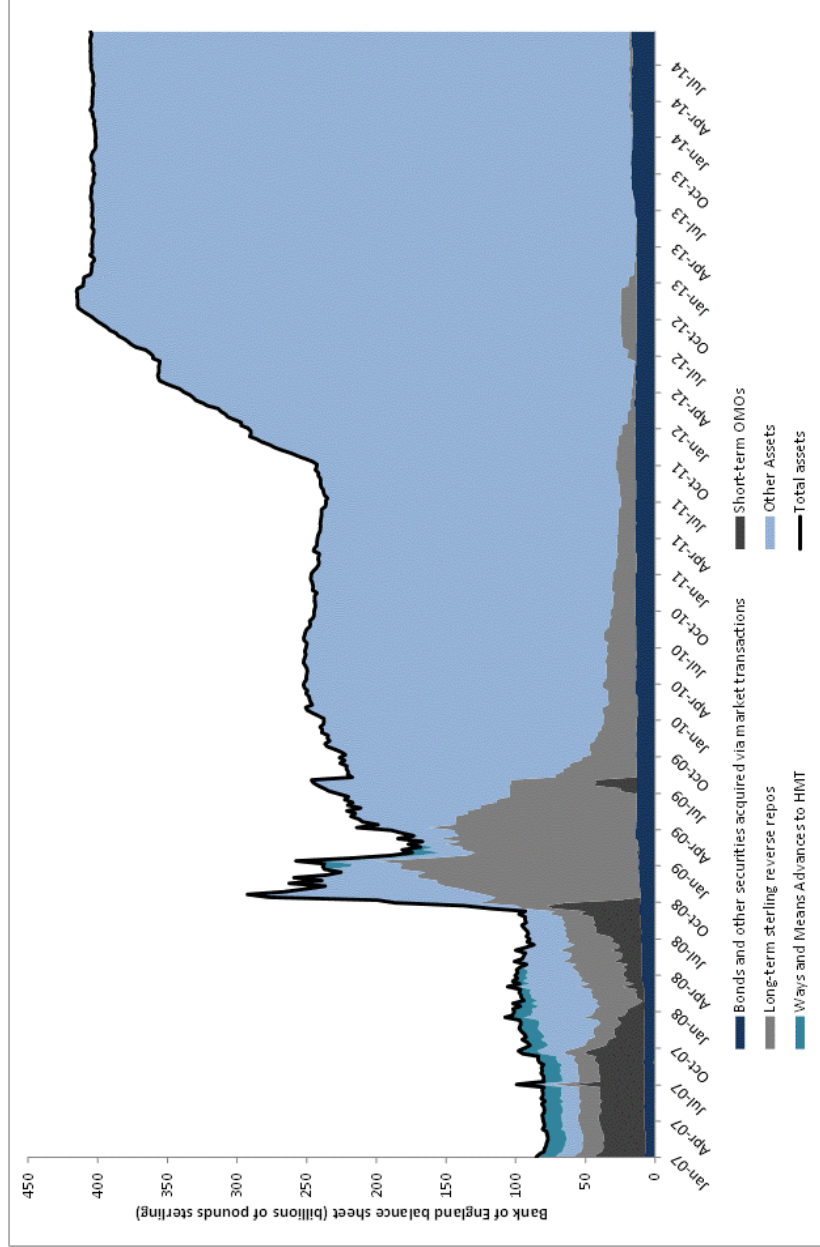 Bank of England balance sheet (billions of pounds sterling)
450
400
350
300
250
200
150
100
50
0
Jan-07
Apr-07
Jul-07
Oct-07
Jan-08
Apr-08
Jul-08
Oct-08
Jan-09
Apr-09
Jul-09
Oct-09
Jan-10
Apr-10
Jul-10
Oct-10
Jan-11
Apr-11
Jul-11
Oct-11
Jan-12
Apr-12
Jul-12
Oct-12
Jan-13
Apr-13
Jul-13
Oct-13
Jan-14
Apr-14
Jul-14
Bonds and other securities acquired via market transactions
Short-term OMOs
Long-term sterling reverse repos
Other Assets
Ways and Means Advances to HMT
Total assets